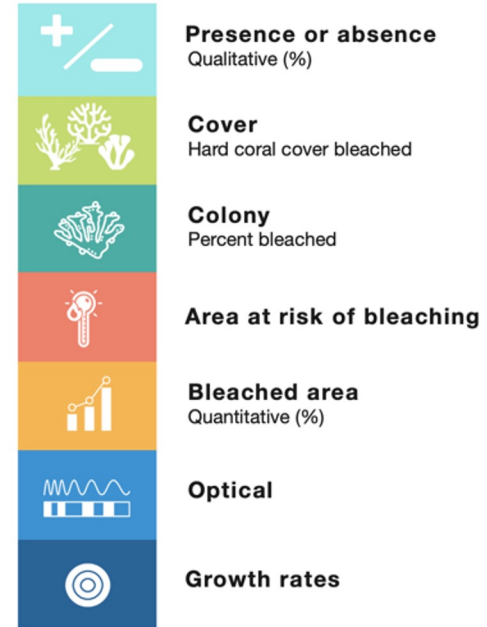 Presence or absence
Qualitative (%)
Cover
Hard coral cover bleached
Colony
Percent bleached
Area at risk of bleaching
Bleached area
Quantitative (%)
Optical
Growth rates